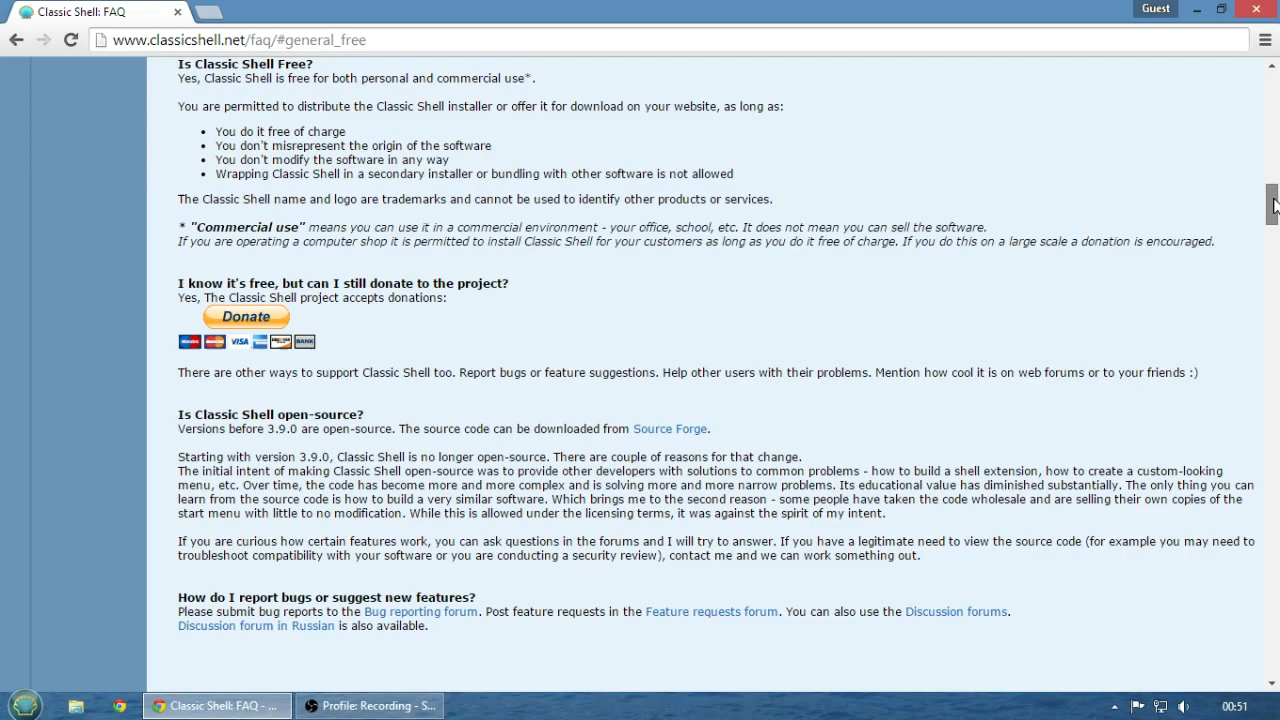 Classic Shell: FAQ
Guest
www.classicshell.net/faq/#general_free
Is Classic Shell Free?
Yes, Classic Shell is free for both personal and commercial use*.
You are permitted to distribute the Classic Shell installer or offer it for download on your website, as long as:
• You do it free of charge
• You don't misrepresent the origin of the software
• You don't modify the software in any way
• Wrapping Classic Shell in a secondary installer or bundling with other software is not allowed
The Classic Shell name and logo are trademarks and cannot be used to identify other products or services.
* "Commercial use" means you can use it in a commercial environment - your office, school, etc. It does not mean you can sell the software.
If you are operating a computer shop it is permitted to install Classic Shell for your customers as long as you do it free of charge. If you do this on a large scale a donation is encouraged.
I know it's free, but can I still donate to the project?
Yes, The Classic Shell project accepts donations:
Donate
VISA BANK
There are other ways to support Classic Shell too. Report bugs or feature suggestions. Help other users with their problems. Mention how cool it is on web forums or to your friends :)
Is Classic Shell open-source?
Versions before 3.9.0 are open-source. The source code can be downloaded from Source Forge.
Starting with version 3.9.0, Classic Shell is no longer open-source. There are couple of reasons for that change.
The initial intent of making Classic Shell open-source was to provide other developers with solutions to common problems - how to build a shell extension, how to create a custom-looking
menu, etc. Over time, the code has become more and more complex and is solving more and more narrow problems. Its educational value has diminished substantially. The only thing you can
learn from the source code is how to build a very similar software. Which brings me to the second reason - some people have taken the code wholesale and are selling their own copies of the
start menu with little to no modification. While this is allowed under the licensing terms, it was against the spirit of my intent.
If you are curious how certain features work, you can ask questions in the forums and I will try to answer. If you have a legitimate need to view the source code (for example you may need to
troubleshoot compatibility with your software or you are conducting a security review), contact me and we can work something out.
How do I report bugs or suggest new features?
Please submit bug reports to the Bug reporting forum. Post feature requests in the Feature requests forum. You can also use the Discussion forums.
Discussion forum in Russian is also available.
Classic Shell: FAQ - ...
Profile: Recording - S...
00:51